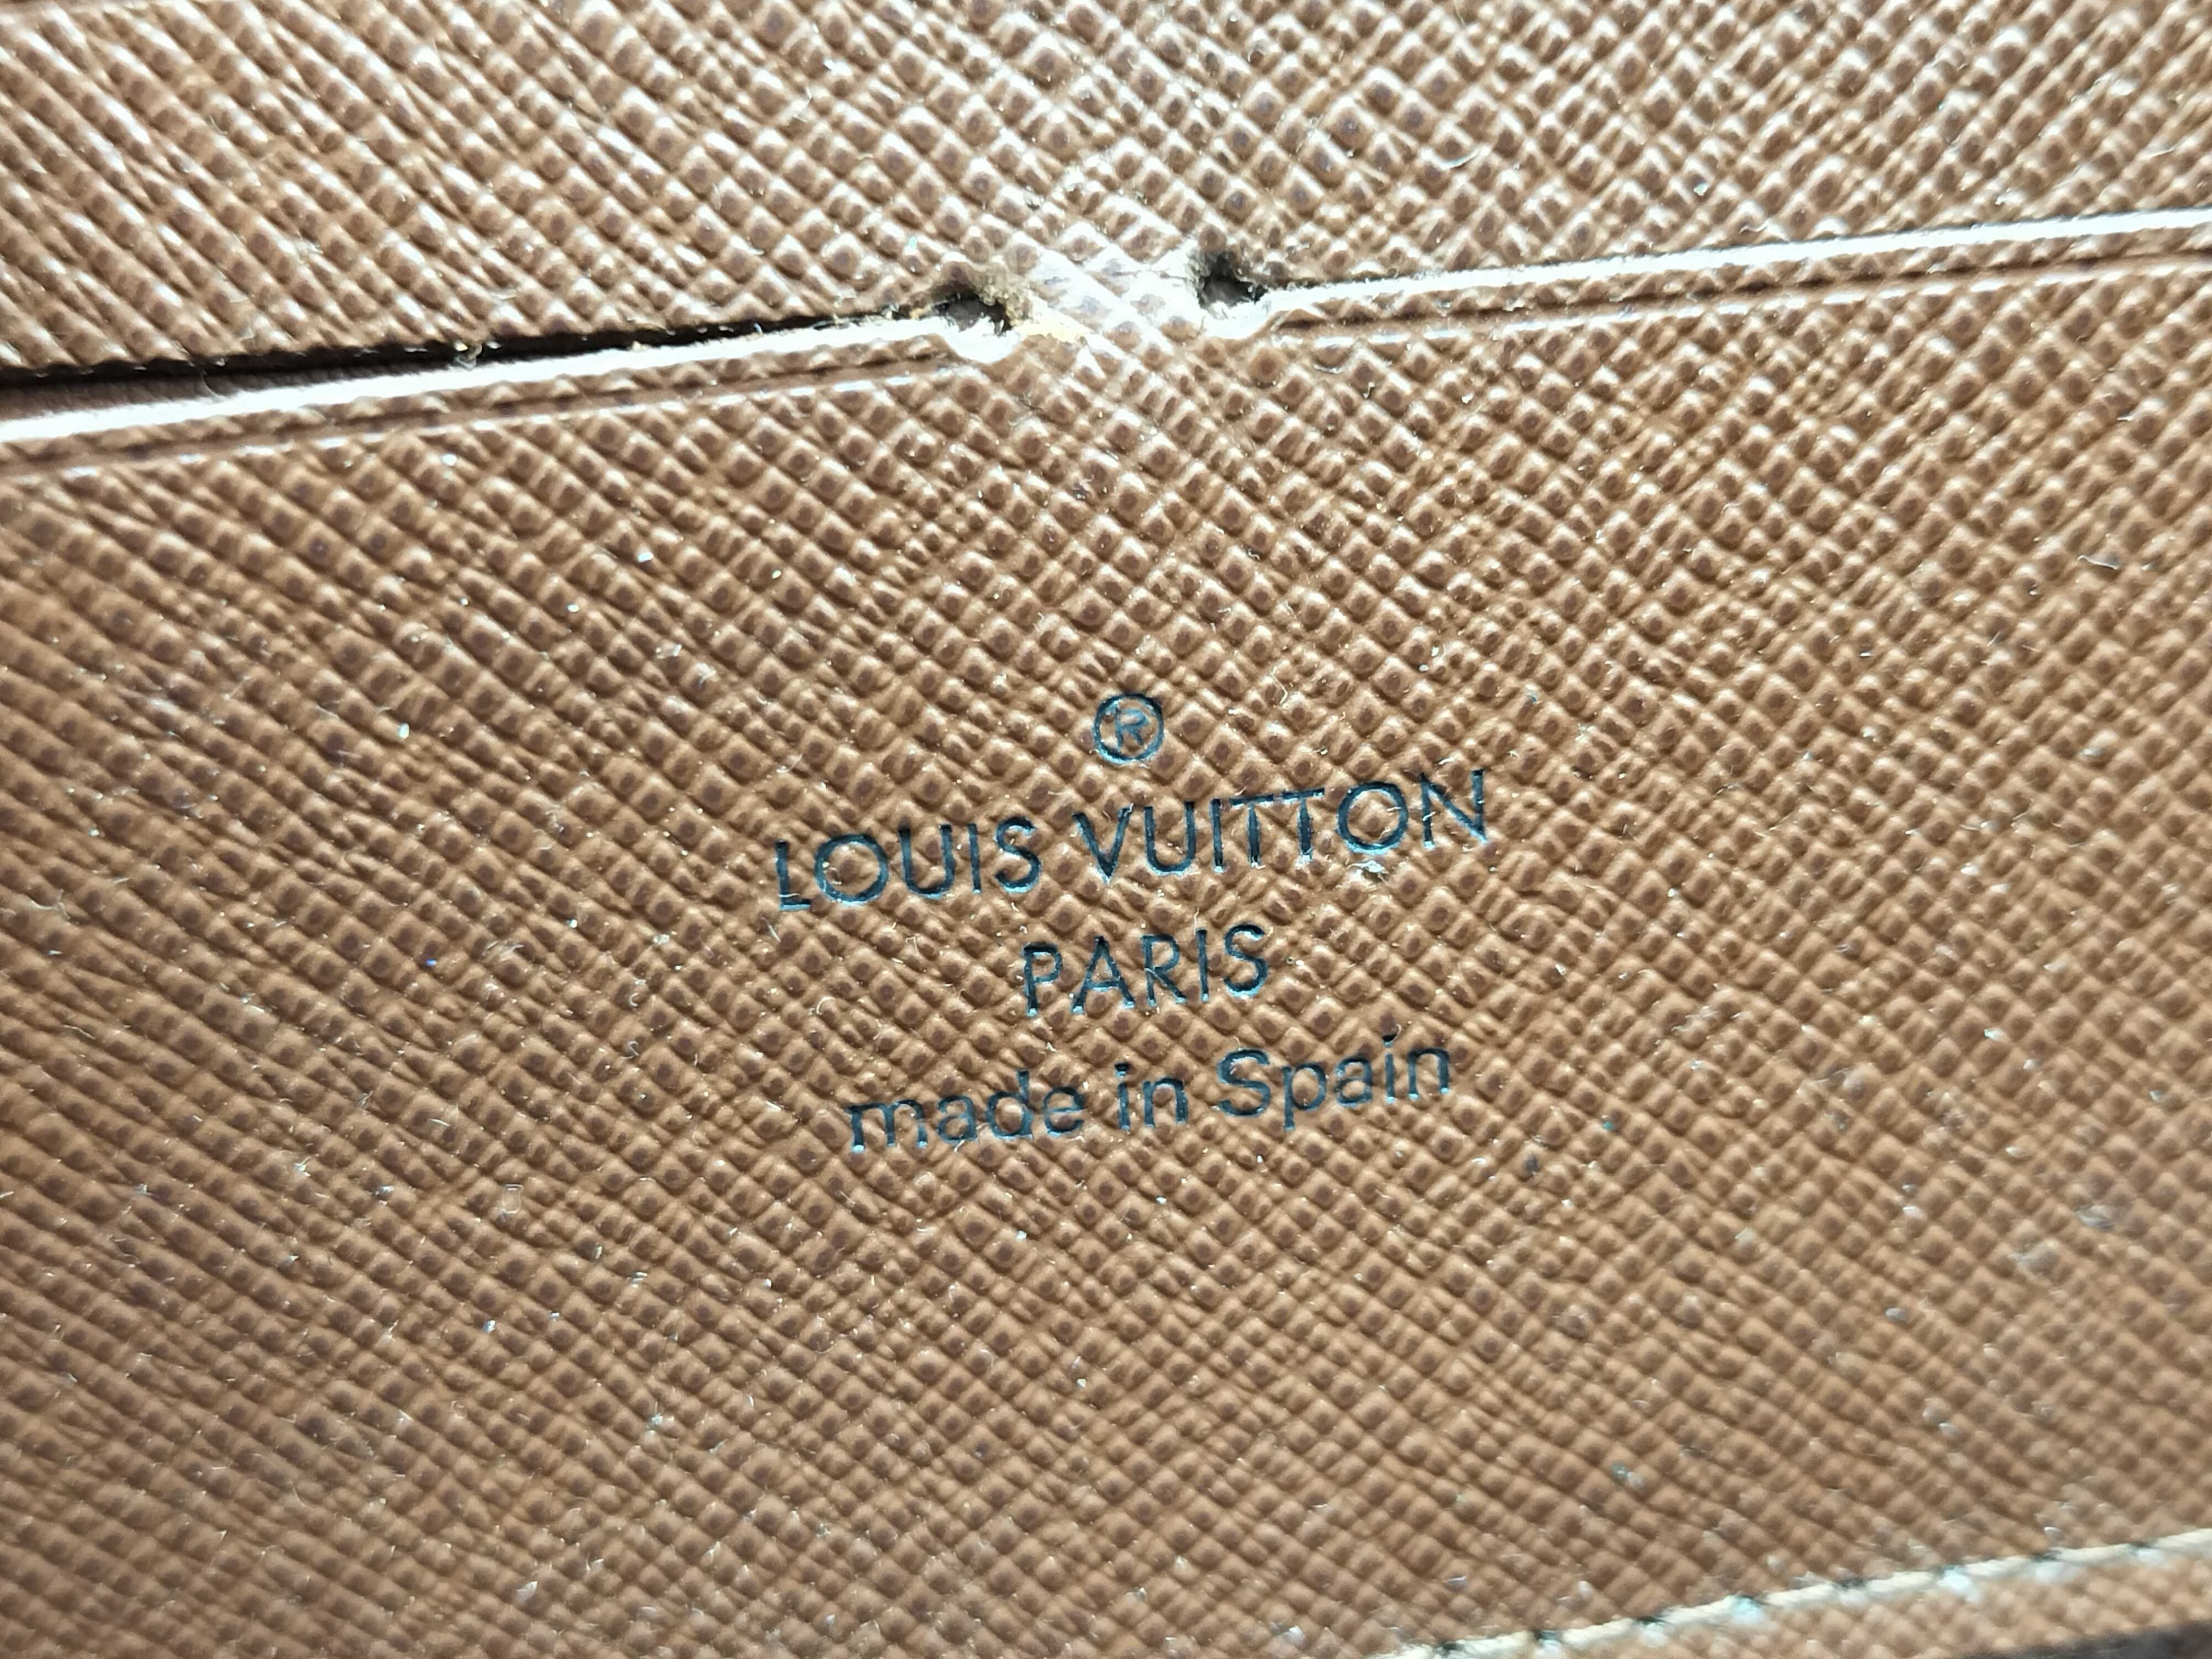 ®
LOUIS VUITTON
PARIS
made in Spain